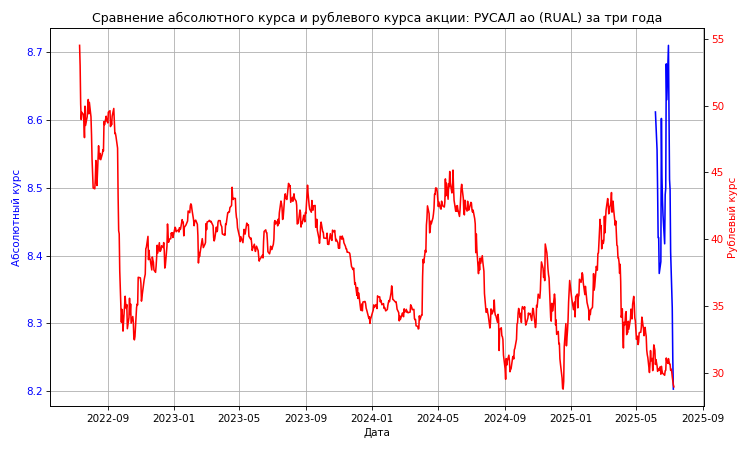 Сравнение абсолютного курса и рублевого курса акции: РУСАЛ ао (RUAL) за три года
8.7
8.6
8.5
8.4
8.3
8.2
Абсолютный курс
55
50
45
40
35
30
Рублевый курс
2022-09 2023-01 2023-05 2023-09 2024-01 2024-05 2024-09 2025-01 2025-05 2025-09
Дата